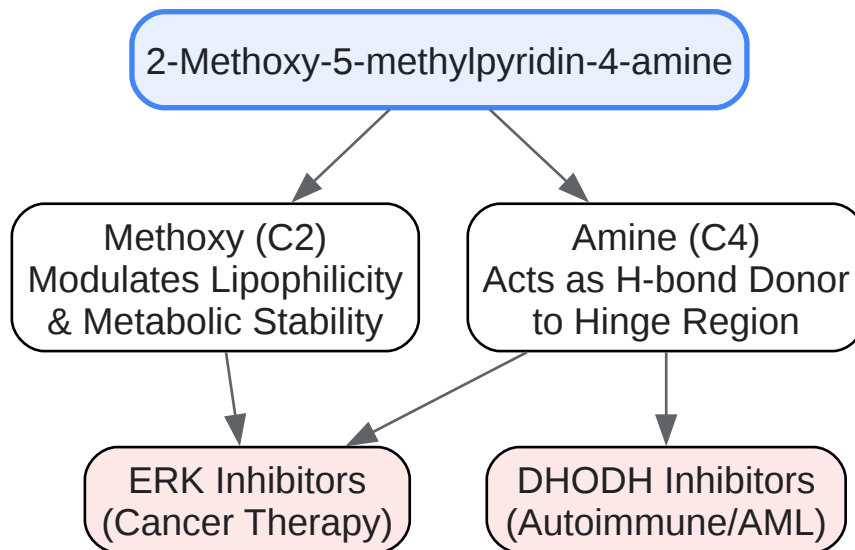 2-Methoxy-5-methylpyridin-4-amine
Methoxy (C2)
Modulates Lipophilicity
& Metabolic Stability
Amine (C4)
Acts as H-bond Donor
to Hinge Region
ERK Inhibitors
(Cancer Therapy)
DHODH Inhibitors
(Autoimmune/AML)